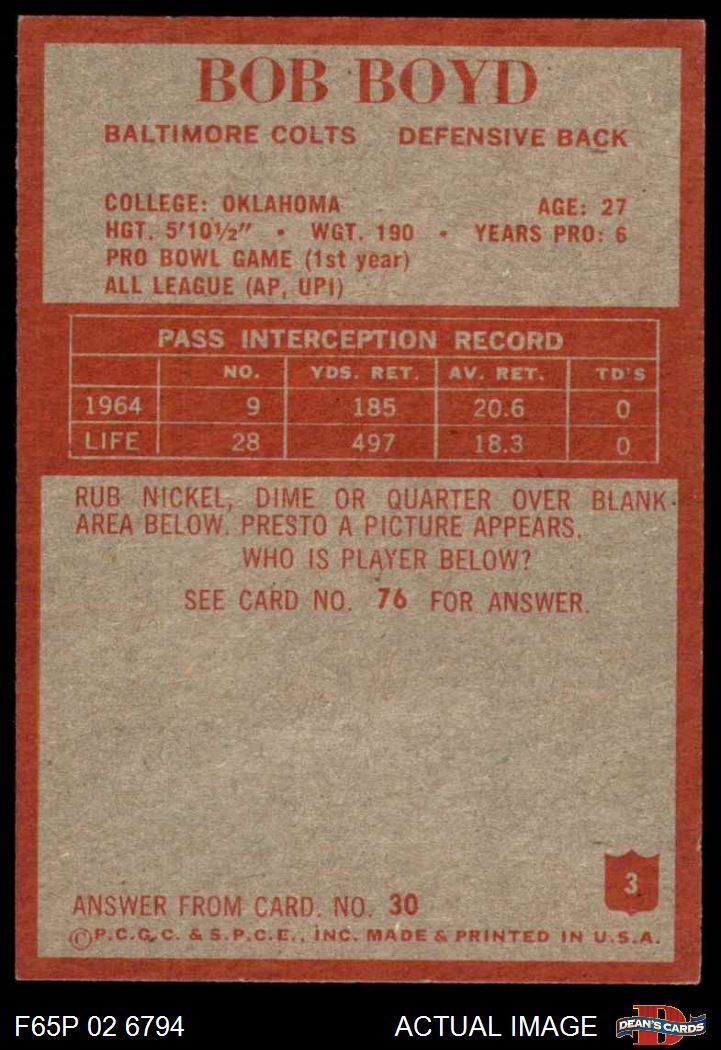 BOB BOYD
BALTIMORE COLTS DEFENSIVE BACK
COLLEGE: OKLAHOMA AGE: 27
HGT. 5'10½" • WGT. 190 • YEARS PRO: 6
PRO BOWL GAME (1st year)
ALL LEAGUE (AP, UPI)
PASS INTERCEPTION RECORD
NO. YDS. RET. AV. RET. TD'S
1964 9 185 20.6 0
LIFE 28 497 18.3 0
RUB NICKEL, DIME OR QUARTER OVER BLANK
AREA BELOW. PRESTO A PICTURE APPEARS.
WHO IS PLAYER BELOW?
SEE CARD NO. 76 FOR ANSWER.
3
ANSWER FROM CARD. NO. 30
©P.C.G.C. & S.P.C.E., INC. MADE & PRINTED IN U.S.A.
F65P 02 6794 ACTUAL IMAGE D DEAN'S CARDS